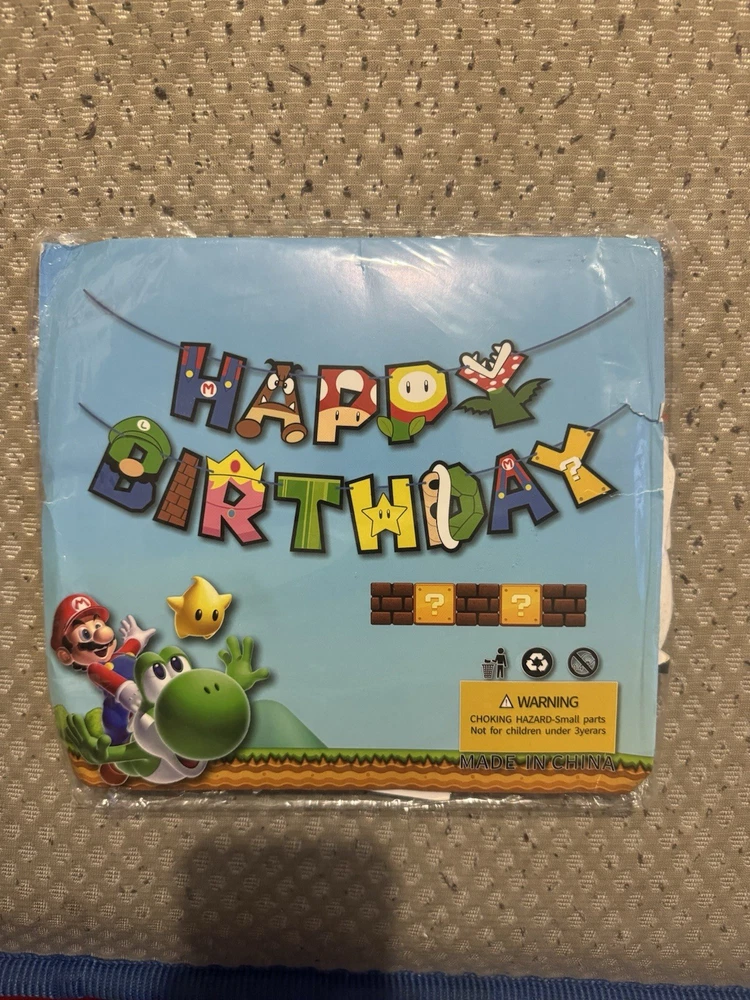 HAPPY
BIRTHDAY
? ?
WARNING
CHOKING HAZARD-Small parts
Not for children under 3yerars
MADE IN CHINA